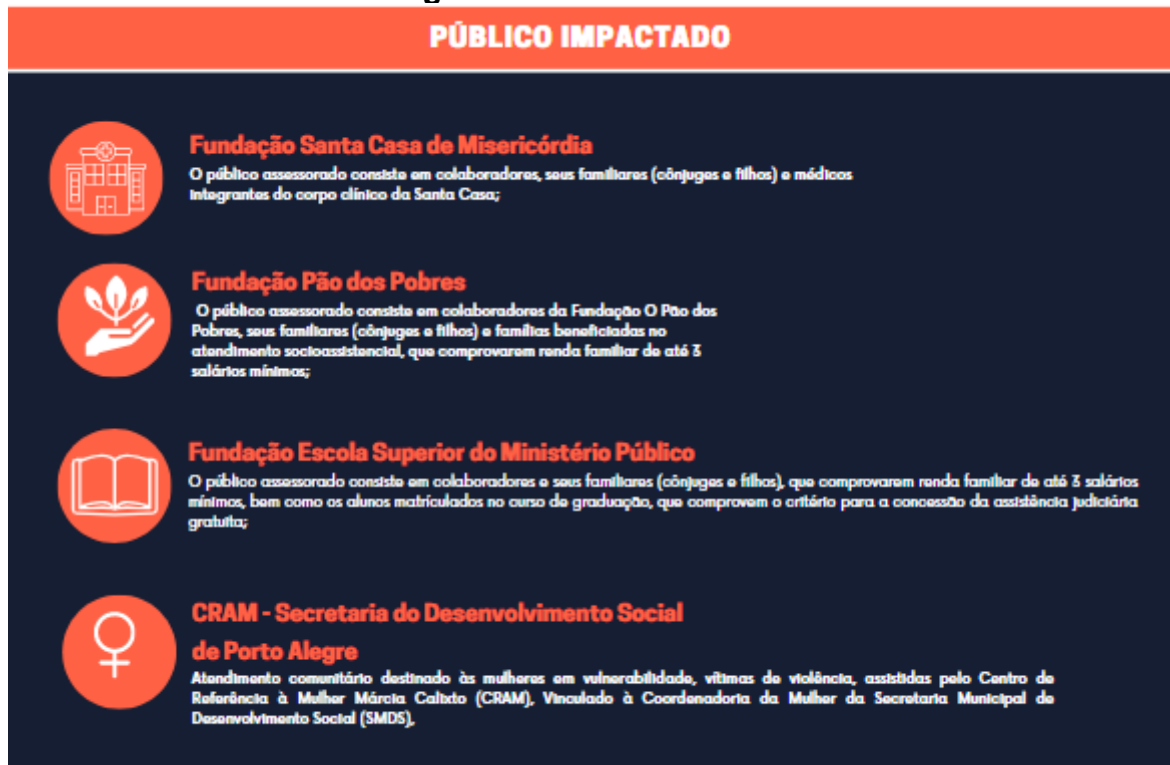 PÚBLICO IMPACTADO
Fundação Santa Casa de Misericórdia
O público assessorado consiste em colaboradores, seus familiares (cônjuges e filhos) e médicos
integrantes do corpo clínico da Santa Casa;
Fundação Pão dos Pobres
O público assessorado consiste em colaboradores da Fundação O Pão dos
Pobres, seus familiares (cônjuges e filhos) e famílias beneficiadas no
atendimento socioassistencial, que comprovarem renda familiar de até 3
salários mínimos;
Fundação Escola Superior do Ministério Público
O público assessorado consiste em colaboradores e seus familiares (cônjuges e filhos), que comprovarem renda familiar de até 3 salários
mínimos, bem como os alunos matrículados no curso de graduação, que comprovem o critério para a concessão da assistência judiciária
gratuita;
CRAM - Secretaria do Desenvolvimento Social
de Porto Alegre
Atendimento comunitário destinado às mulheres em vulnerabilidade, vítimas de violência, assistidas pelo Centro de
Referência à Mulher Márcia Calixto (CRAM), Vinculado à Coordenadoria da Mulher da Secretaria Municipal de
Desenvolvimento Social (SMDS),